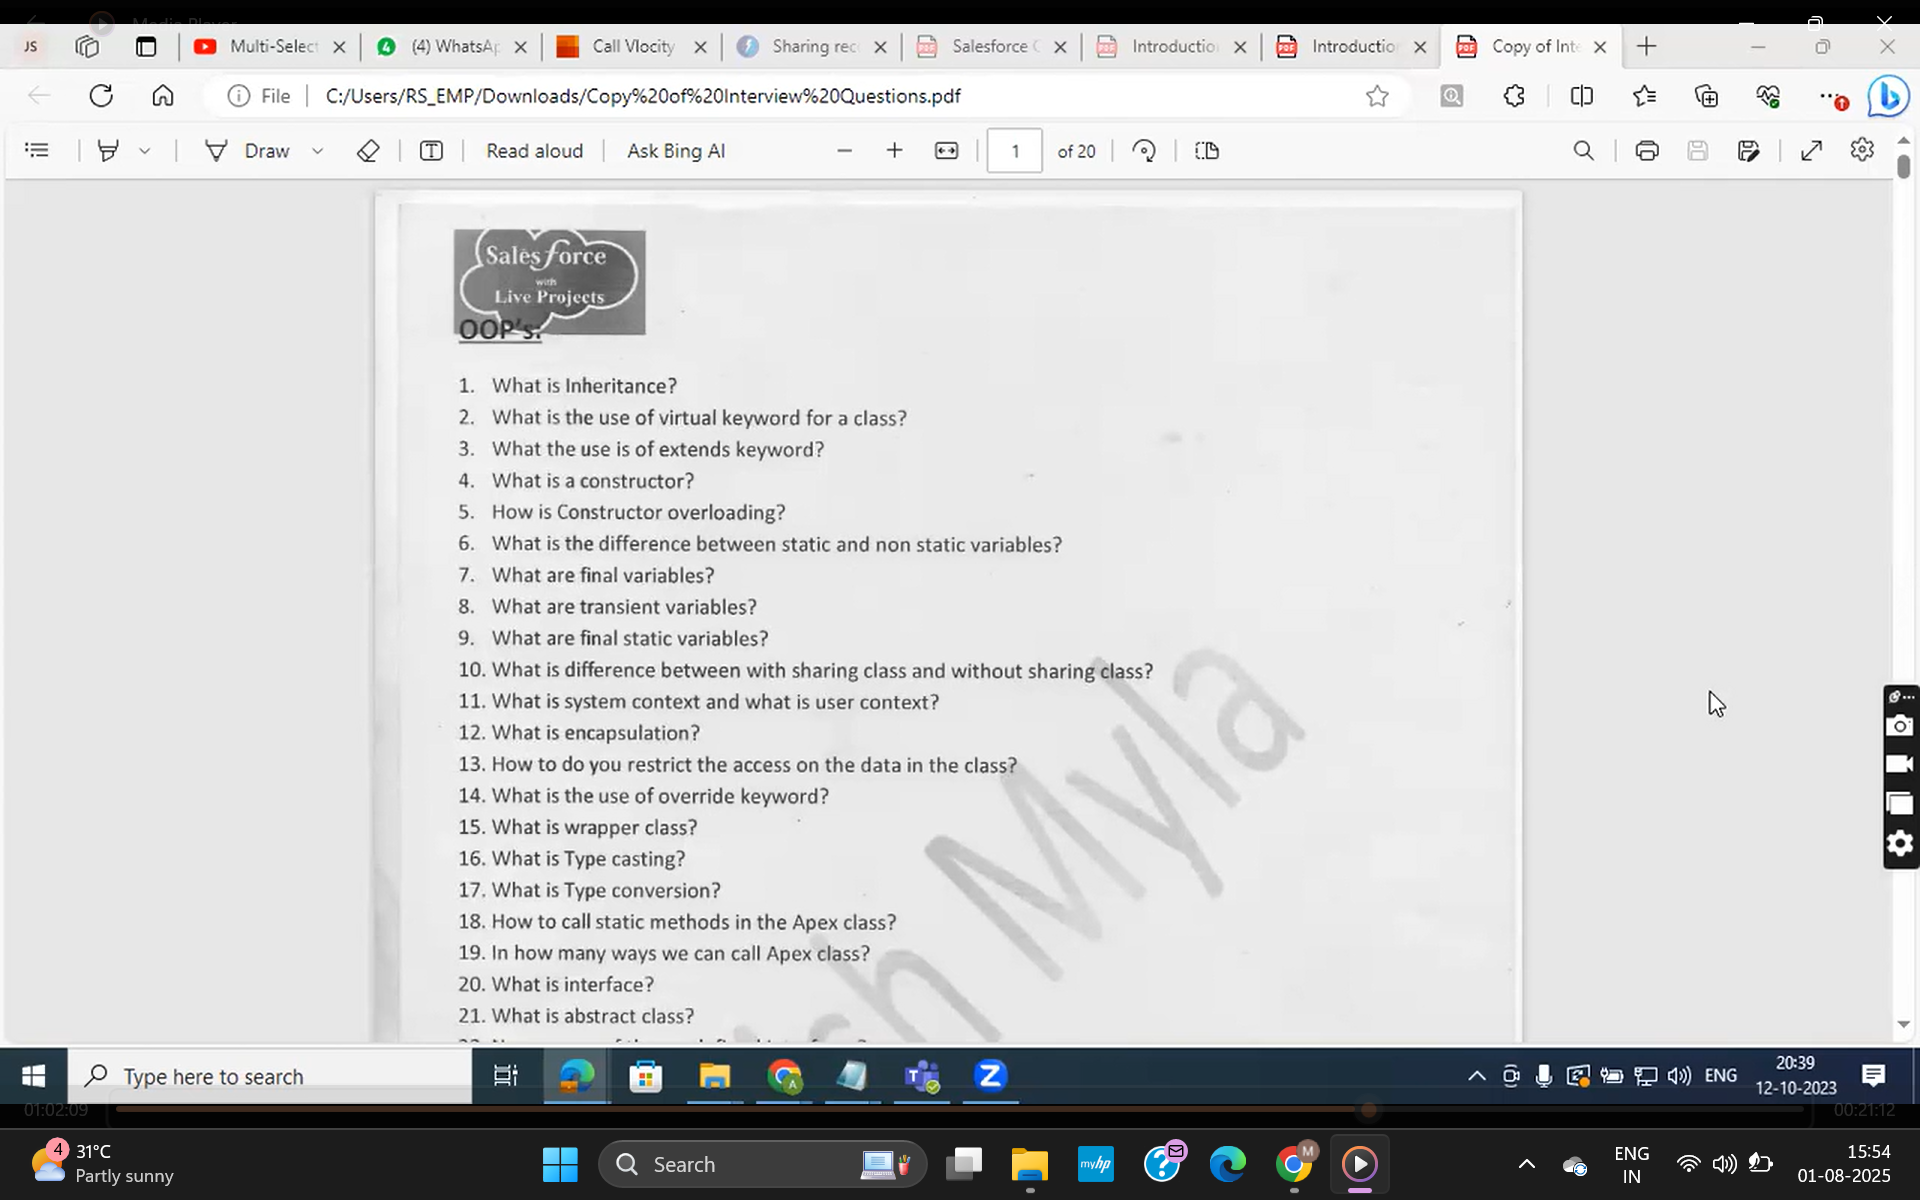 Media Player
JS
Multi-Select
(4) WhatsAp
Call Vlocity
Sharing rec
Salesforce C
Introductio
Introductio
Copy of Inte
File
C:/Users/RS_EMP/Downloads/Copy%20of%20Interview%20Questions.pdf
Draw
Read aloud
Ask Bing AI
1
of 20
Salesforce
with
Live Projects
OOP's:
1. What is Inheritance?
2. What is the use of virtual keyword for a class?
3. What the use is of extends keyword?
4. What is a constructor?
5. How is Constructor overloading?
6. What is the difference between static and non static variables?
7. What are final variables?
8. What are transient variables?
9. What are final static variables?
10. What is difference between with sharing class and without sharing class?
11. What is system context and what is user context?
12. What is encapsulation?
13. How to do you restrict the access on the data in the class?
14. What is the use of override keyword?
15. What is wrapper class?
16. What is Type casting?
17. What is Type conversion?
18. How to call static methods in the Apex class?
19. In how many ways we can call Apex class?
20. What is interface?
21. What is abstract class?
sh Myla
Type here to search
ENG
20:39
12-10-2023
01:02:09
00:21:12
4
31°C
Partly sunny
Search
myhp
M
ENG
IN
15:54
01-08-2025